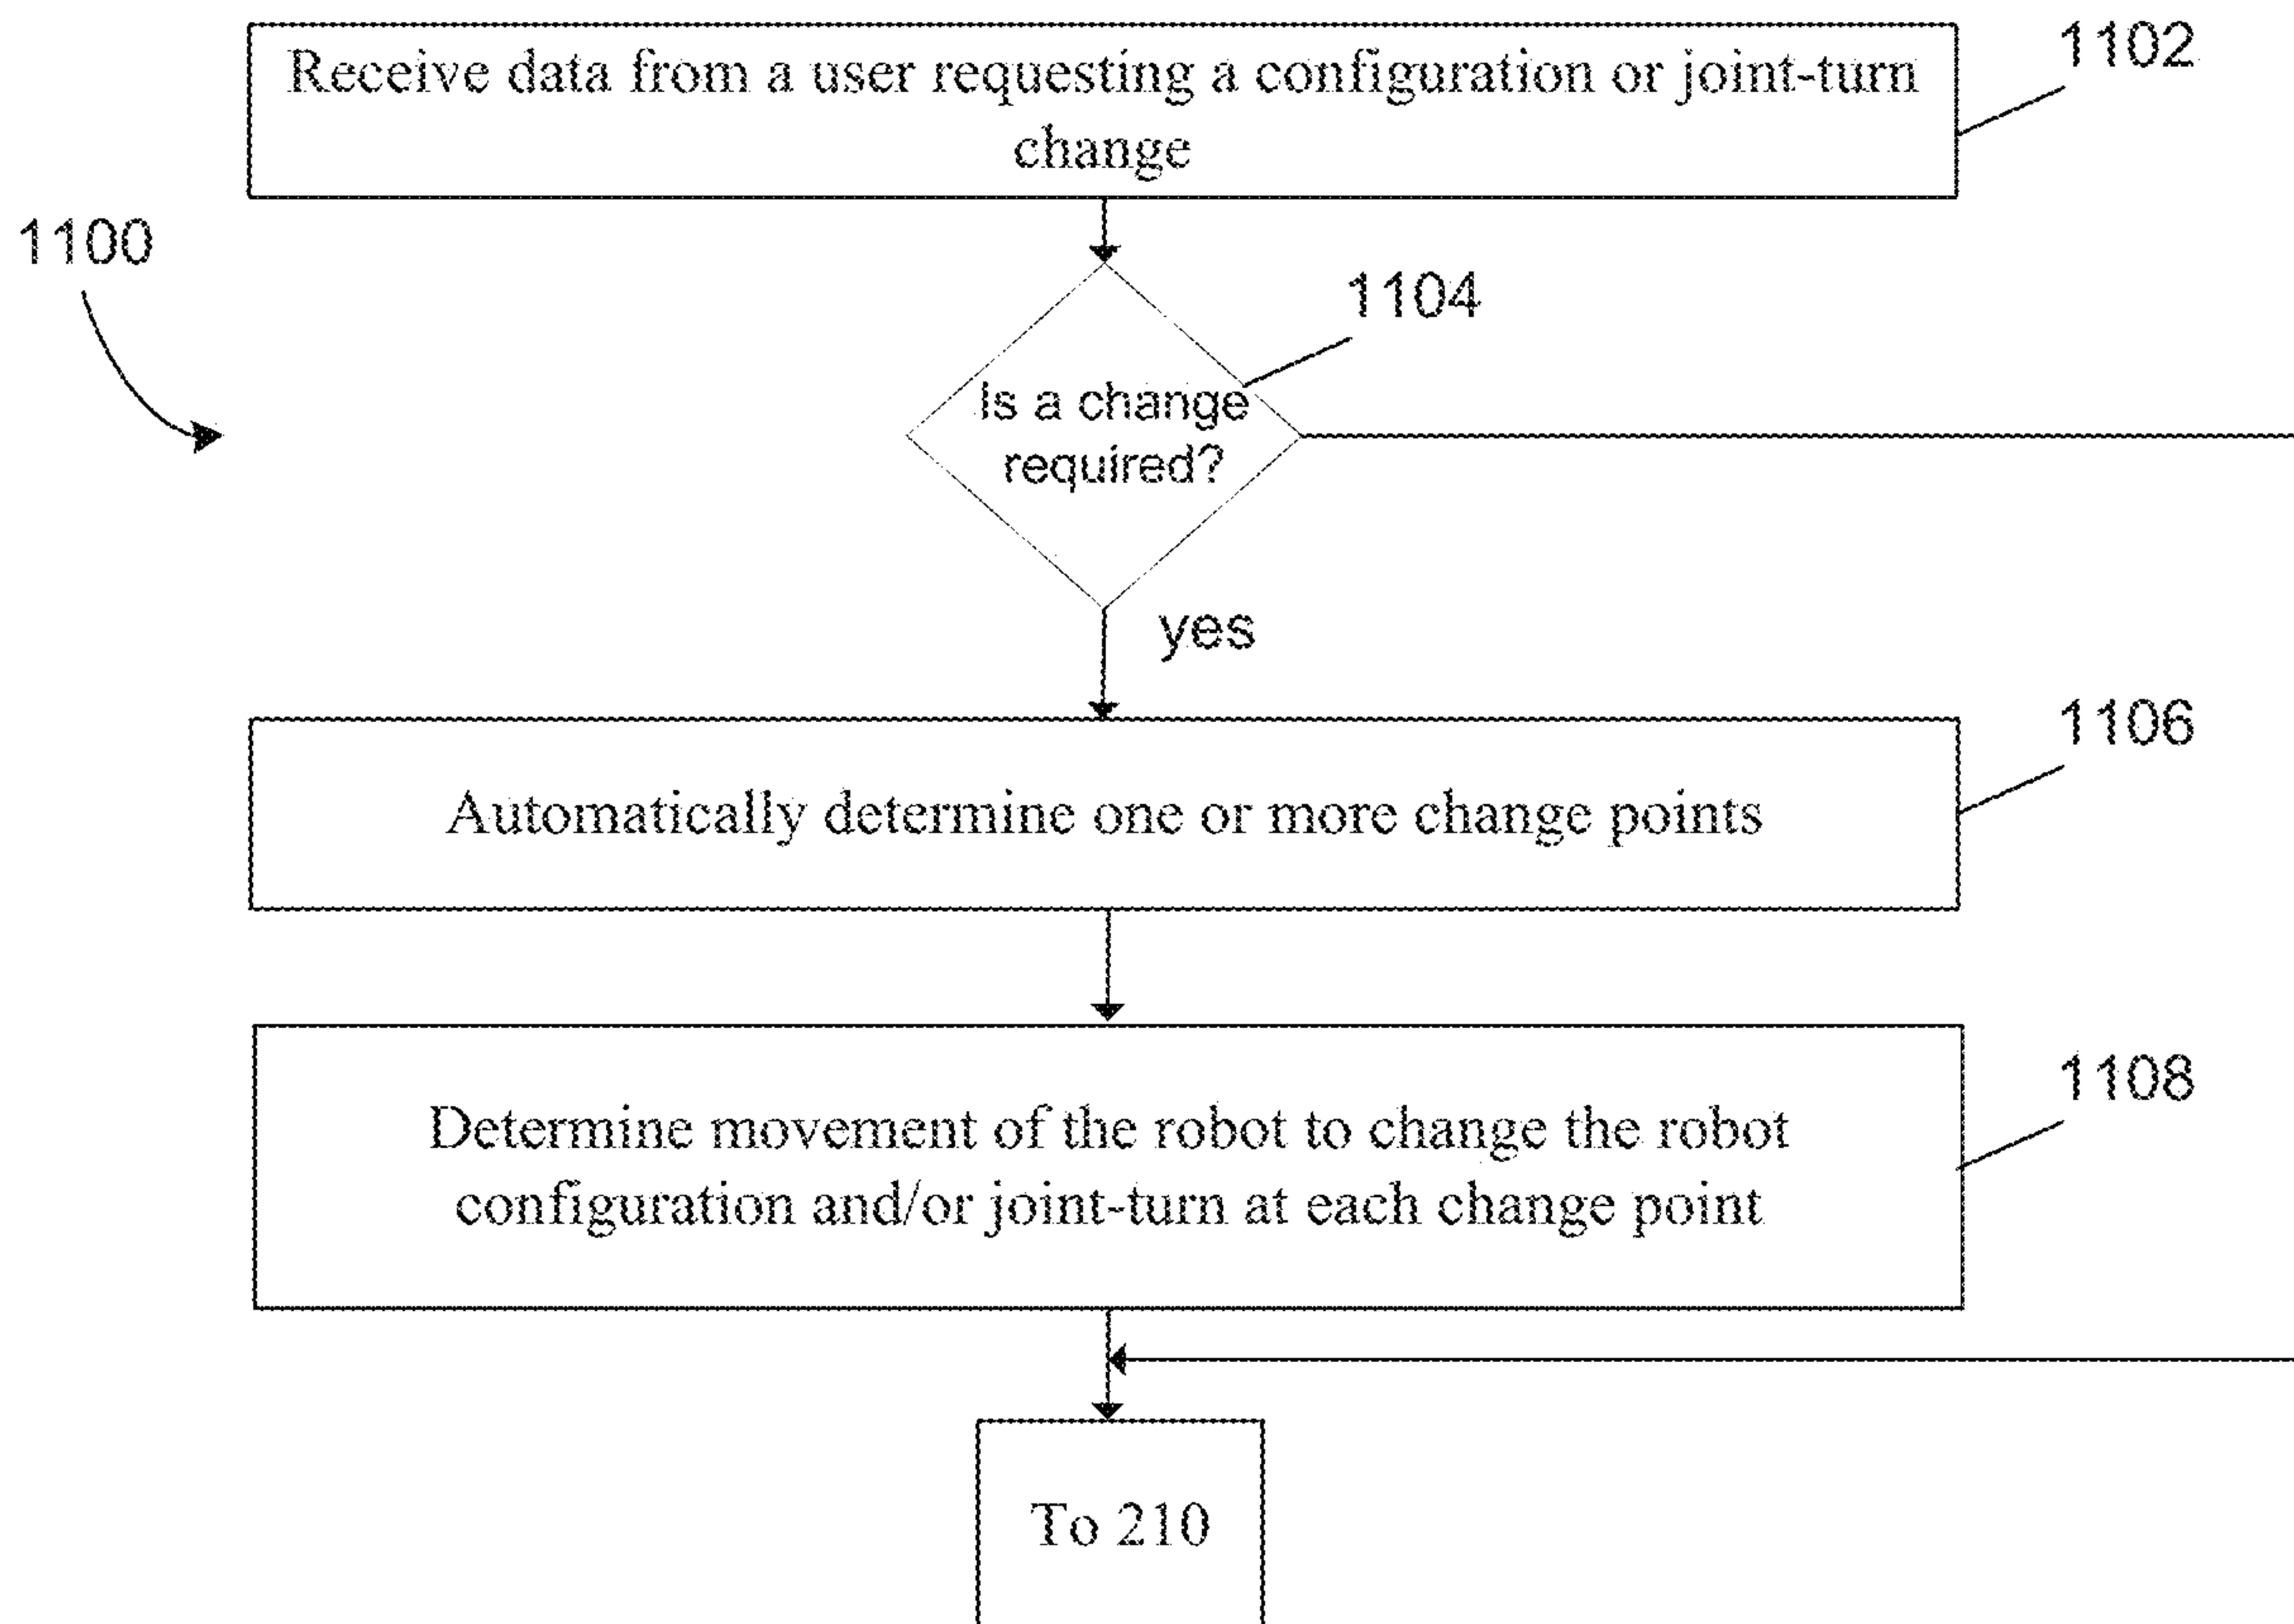 Receive data from a user requesting a configuration or joint-turn
change
1102
1100
1104
Is a change
required?
yes
1106
Automatically determine one or more change points
1108
Determine movement of the robot to change the robot
configuration and/or joint-turn at each change point
To 210